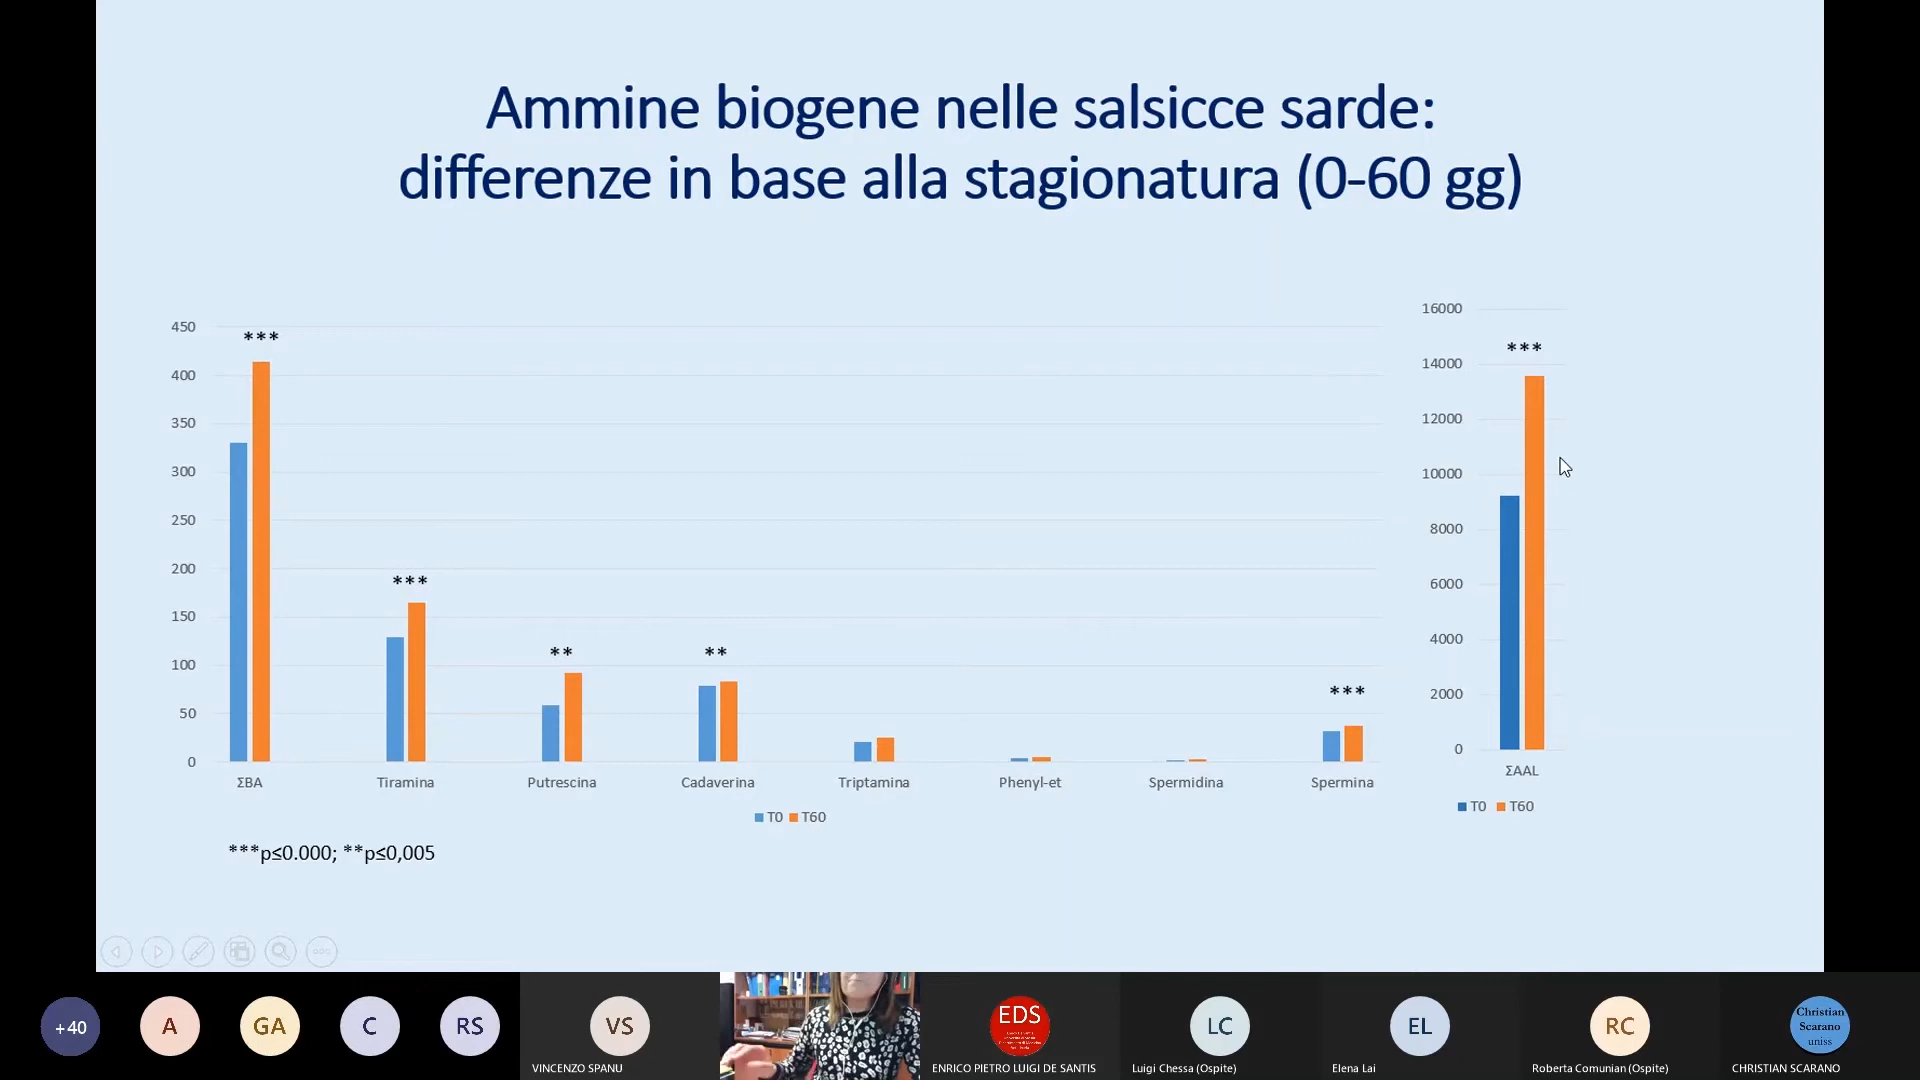 Ammine biogene nelle salsicce sarde:
differenze in base alla stagionatura (0-60 gg)
450
400
350
300
250
200
150
100
50
0
***
***
**
**
***
ΣBA
Tiramina
Putrescina
Cadaverina
Triptamina
Phenyl-et
Spermidina
Spermina
T0 T60
16000
14000
12000
10000
8000
6000
4000
2000
0
***
ΣAAL
T0 T60
***p≤0.000; **p≤0,005
+40
A
GA
C
RS
VS
VINCENZO SPANU
EDS
ENRICO PIETRO LUIGI DE SANTIS
LC
Luigi Chessa (Ospite)
EL
Elena Lai
RC
Roberta Comunian (Ospite)
Christian
Scarano
uniss
CHRISTIAN SCARANO